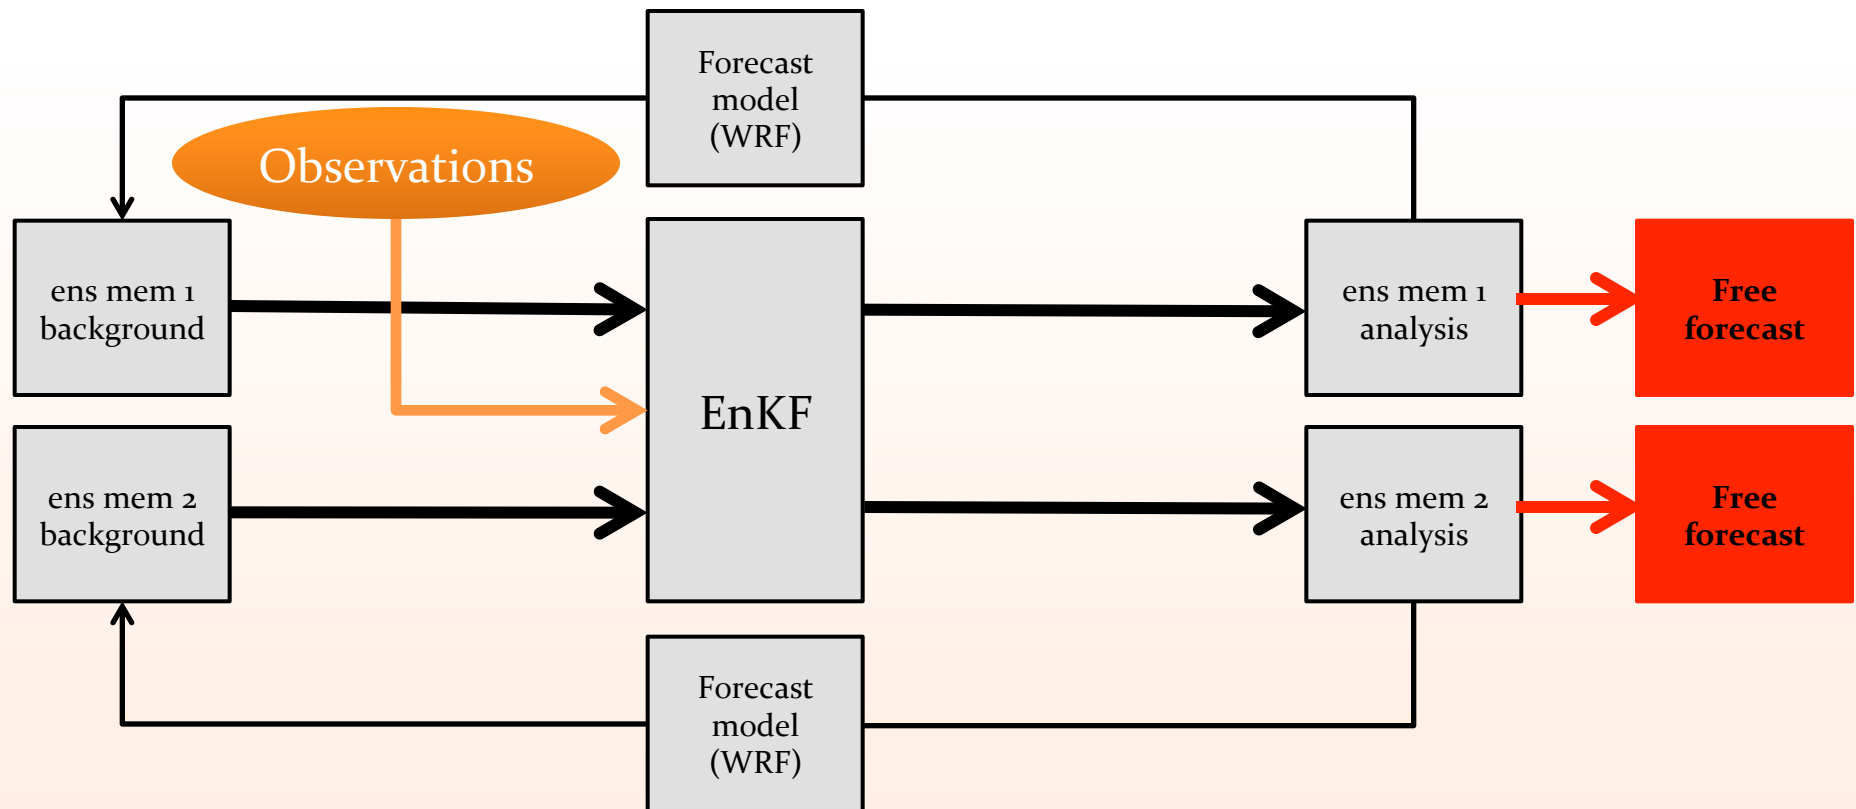 Forecast
model
(WRF)
Observations
ens mem 1
background
EnKF
ens mem 1
analysis
Free
forecast
ens mem 2
background
ens mem 2
analysis
Free
forecast
Forecast
model
(WRF)